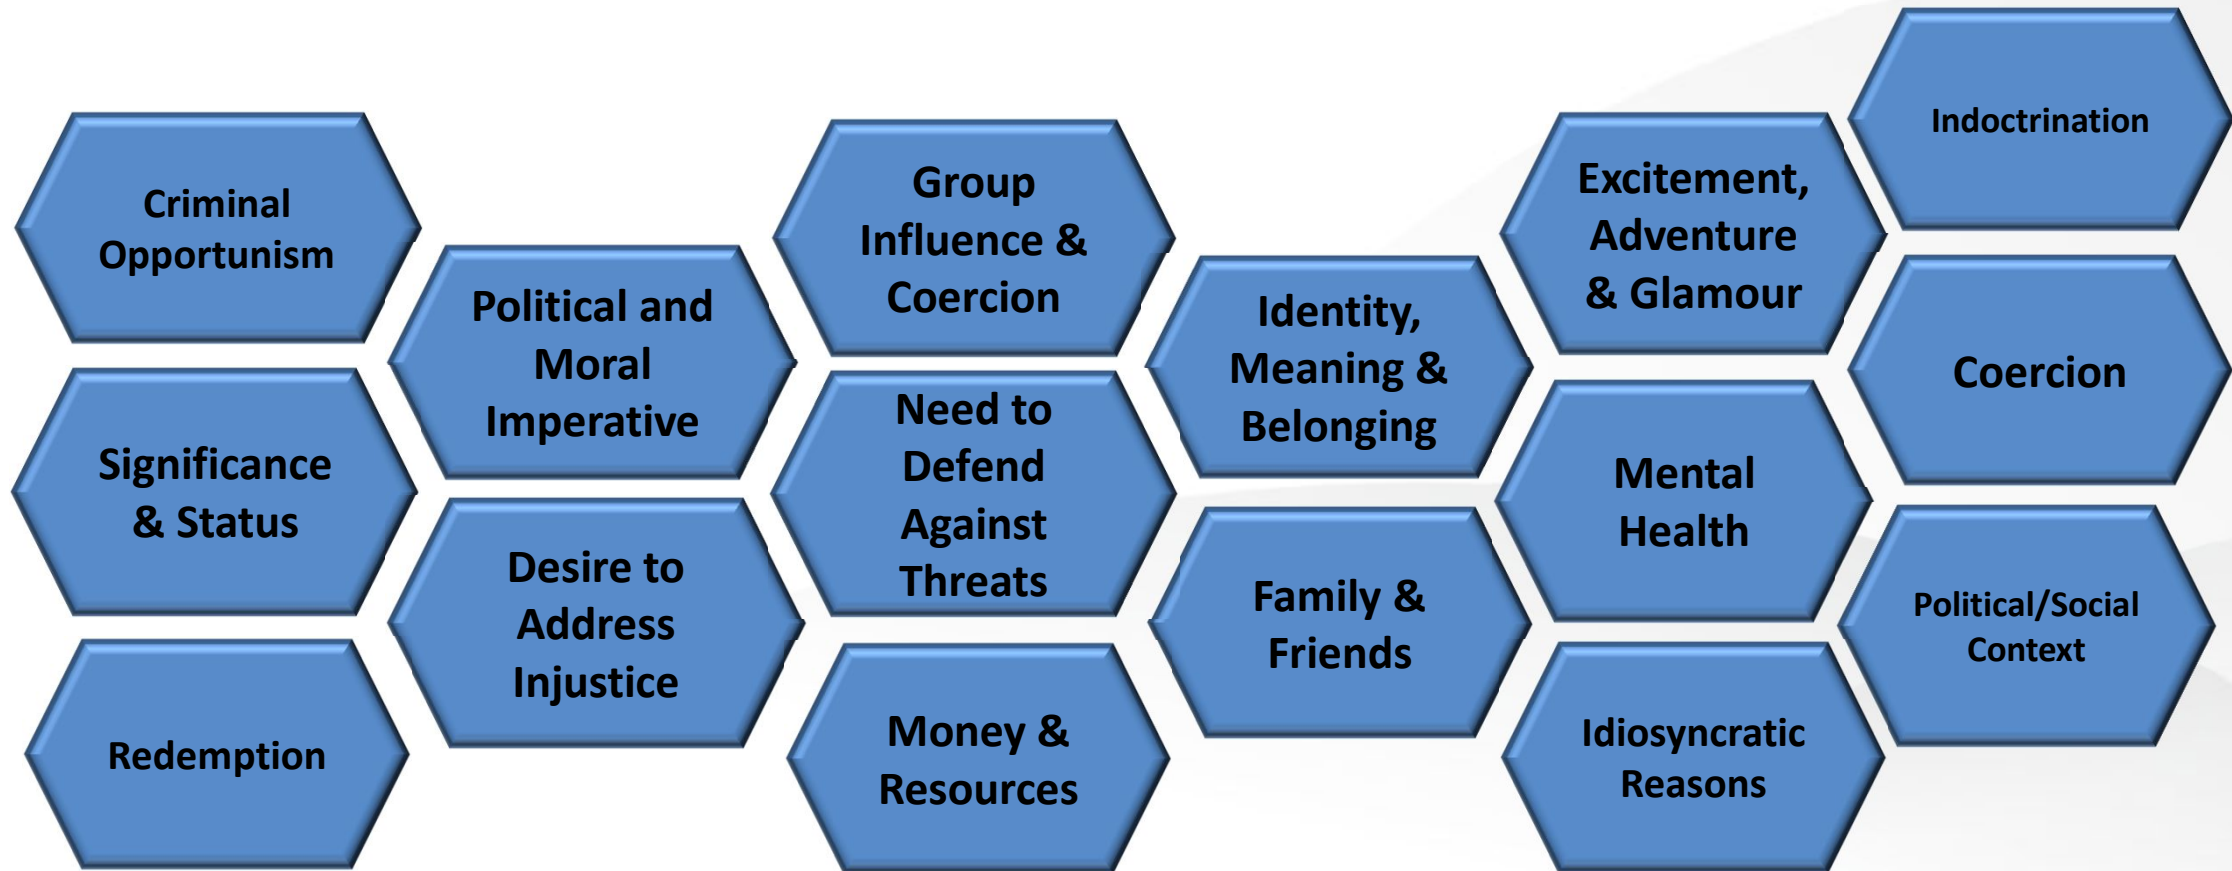 Criminal
Opportunism
Significance
& Status
Redemption
Political and
Moral
Imperative
Desire to
Address
Injustice
Group
Influence &
Coercion
Need to
Defend
Against
Threats
Money &
Resources
Identity,
Meaning &
Belonging
Family &
Friends
Excitement,
Adventure
& Glamour
Mental
Health
Idiosyncratic
Reasons
Indoctrination
Coercion
Political/Social
Context